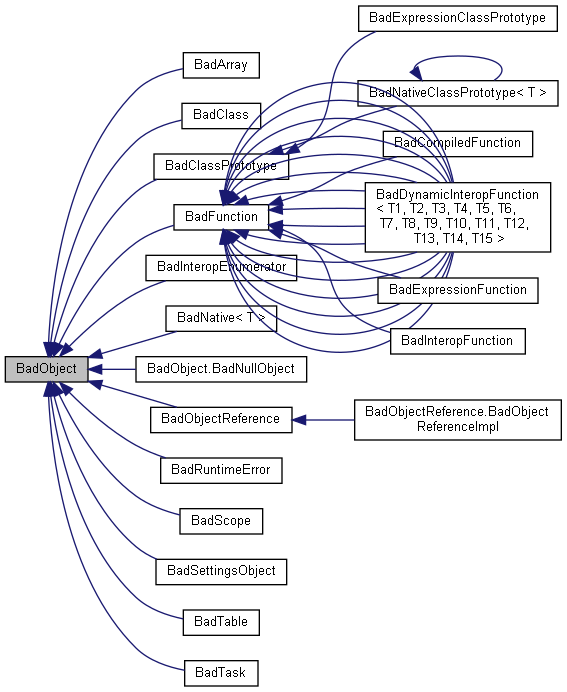 BadExpressionClassPrototype
BadArray
BadNativeClassPrototype< T >
BadClass
BadCompiledFunction
BadClassPrototype
BadDynamicInteropFunction
< T1, T2, T3, T4, T5, T6,
T7, T8, T9, T10, T11, T12,
T13, T14, T15 >
BadFunction
BadInteropEnumerator
BadExpressionFunction
BadNative< T >
BadInteropFunction
BadObject
BadObject.BadNullObject
BadObjectReference
BadObjectReference.BadObject
ReferenceImpl
BadRuntimeError
BadScope
BadSettingsObject
BadTable
BadTask